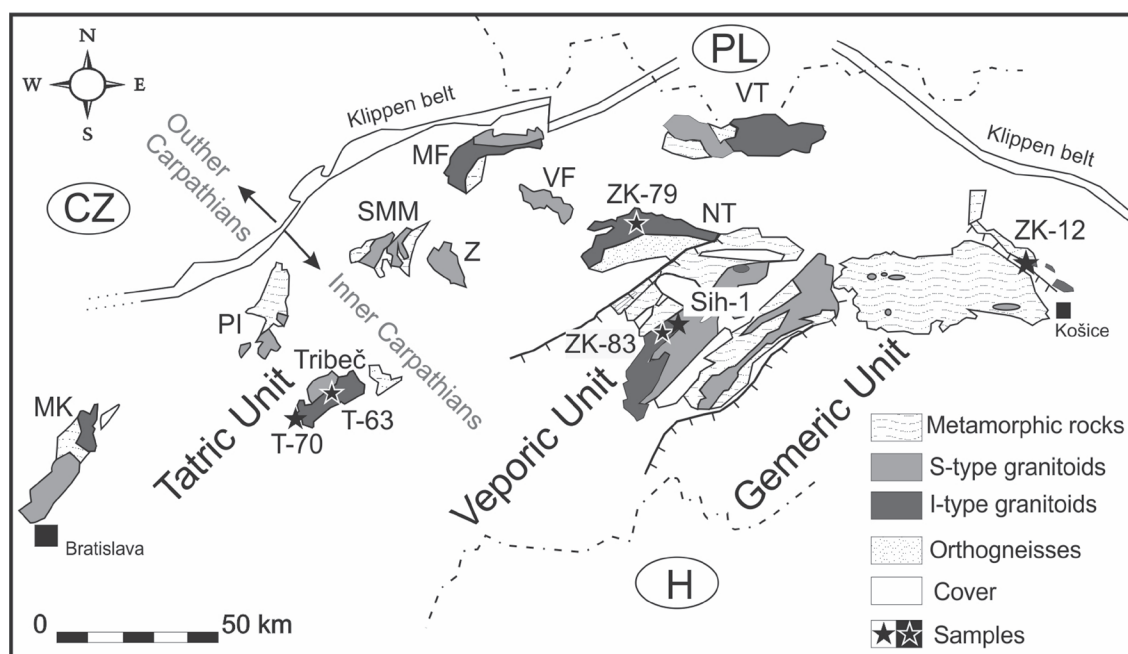 N
W E
S
PL
CZ
H
Klippen belt
Klippen belt
Outher
Carpathians
Inner Carpathians
MF
VT
VF
ZK-79
NT
SMM
Z
ZK-12
Sih-1
Košice
PI
ZK-83
Tribeč
T-63
T-70
MK
Bratislava
Tatric Unit
Veporic Unit
Gemeric Unit
Metamorphic rocks
S-type granitoids
I-type granitoids
Orthogneisses
Cover
Samples
0 50 km